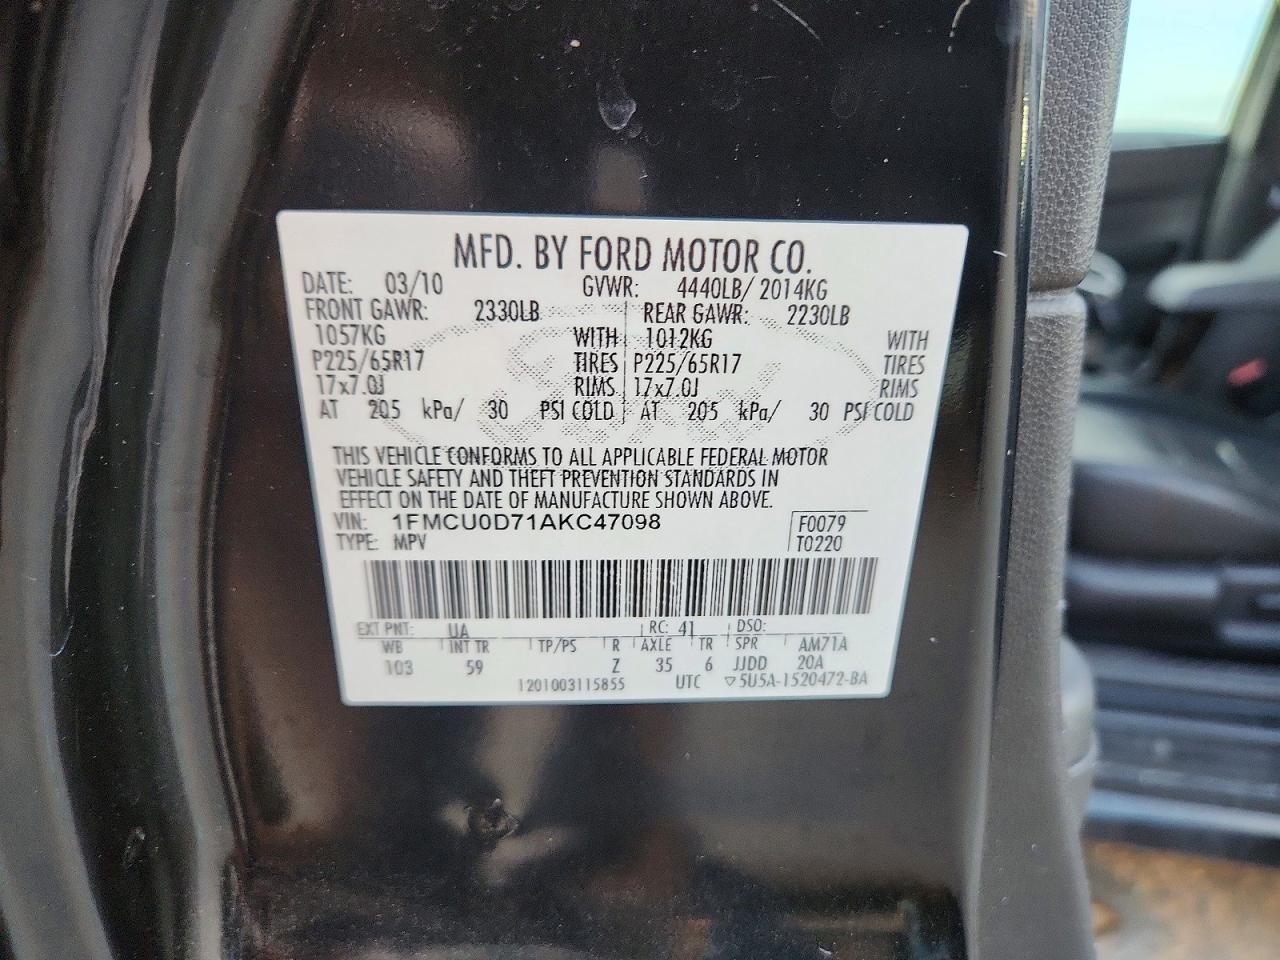 MFD. BY FORD MOTOR CO.
DATE: 03/10 GVWR: 4440LB/ 2014KG
FRONT GAWR: 2330LB REAR GAWR: 2230LB
1057KG WITH 1012KG WITH
P225/65R17 TIRES P225/65R17 TIRES
17x7.0J RIMS 17x7.0J RIMS
AT 205 kPa/ 30 PSI COLD AT 205 kPa/ 30 PSI COLD
THIS VEHICLE CONFORMS TO ALL APPLICABLE FEDERAL MOTOR
VEHICLE SAFETY AND THEFT PREVENTION STANDARDS IN
EFFECT ON THE DATE OF MANUFACTURE SHOWN ABOVE.
VIN: 1FMCU0D71AKC47098 F0079
TYPE: MPV T0220
EXT PNT: UA RC: 41 DSO:
WB INT TR TP/PS R AXLE TR SPR AM71A
103 59 Z 35 6 JJDD 20A
1201003115855 UTC ▽5U5A-1520472-BA